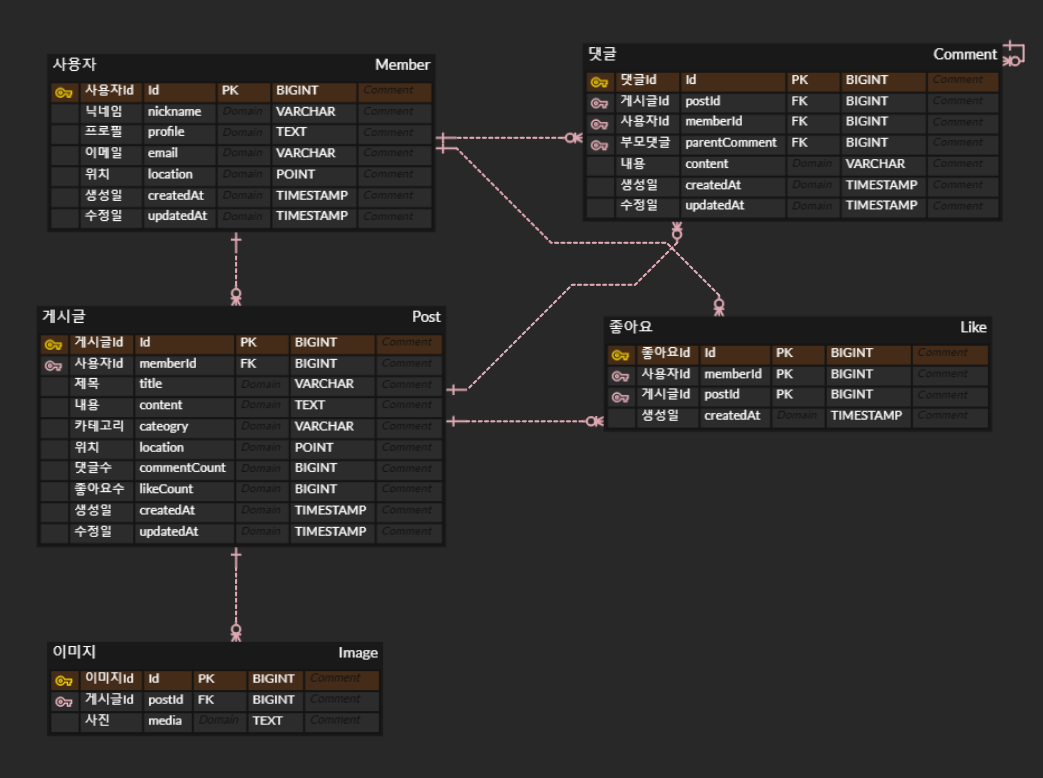 사용자 Member
사용자Id Id PK BIGINT Comment
닉네임 nickname Domain VARCHAR Comment
프로필 profile Domain TEXT Comment
이메일 email Domain VARCHAR Comment
위치 location Domain POINT Comment
생성일 createdAt Domain TIMESTAMP Comment
수정일 updatedAt Domain TIMESTAMP Comment
댓글 Comment
댓글Id Id PK BIGINT Comment
게시글Id postId FK BIGINT Comment
사용자Id memberId FK BIGINT Comment
부모댓글 parentComment FK BIGINT Comment
내용 content Domain VARCHAR Comment
생성일 createdAt Domain TIMESTAMP Comment
수정일 updatedAt Domain TIMESTAMP Comment
게시글 Post
게시글Id Id PK BIGINT Comment
사용자Id memberId FK BIGINT Comment
제목 title Domain VARCHAR Comment
내용 content Domain TEXT Comment
카테고리 cateogry Domain VARCHAR Comment
위치 location Domain POINT Comment
댓글수 commentCount Domain BIGINT Comment
좋아요수 likeCount Domain BIGINT Comment
생성일 createdAt Domain TIMESTAMP Comment
수정일 updatedAt Domain TIMESTAMP Comment
좋아요 Like
좋아요Id Id PK BIGINT Comment
사용자Id memberId PK BIGINT Comment
게시글Id postId PK BIGINT Comment
생성일 createdAt Domain TIMESTAMP Comment
이미지 Image
이미지Id Id PK BIGINT Comment
게시글Id postId FK BIGINT Comment
사진 media Domain TEXT Comment